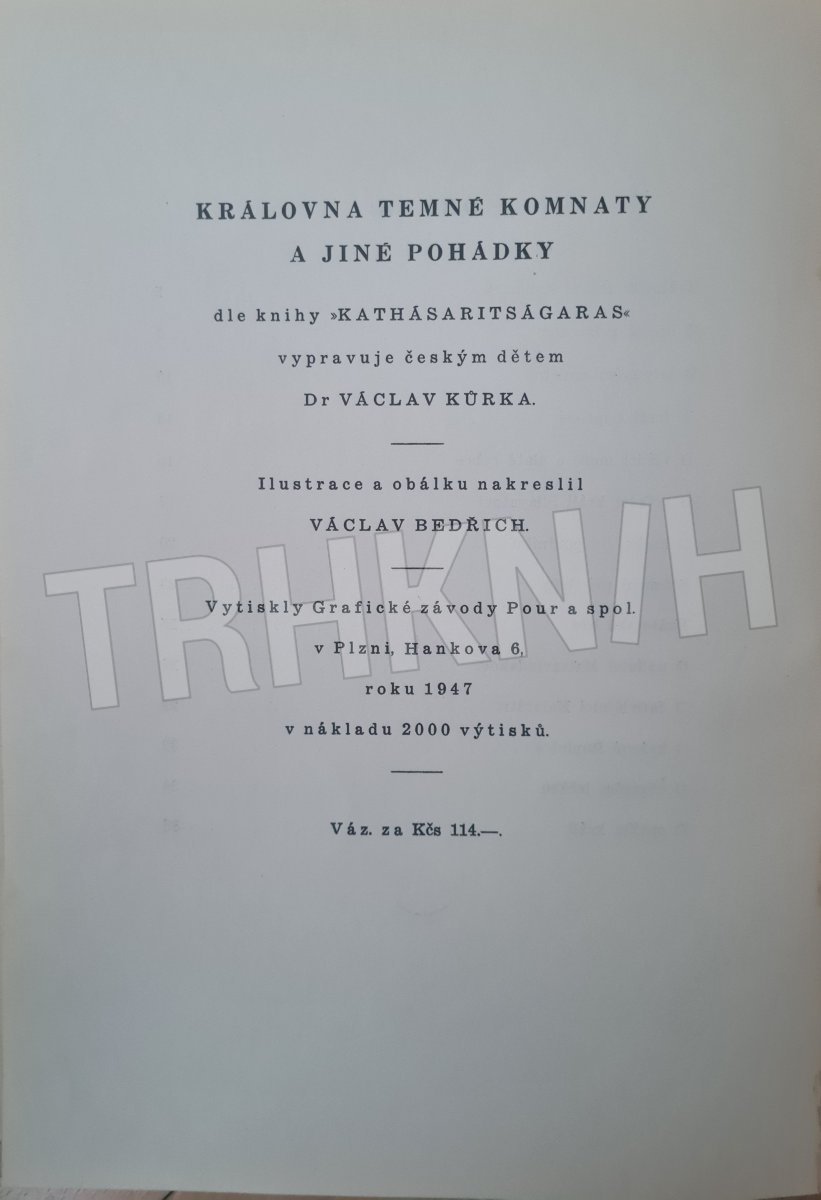 KRÁLOVNA TEMNÉ KOMNATY
A JINÉ POHÁDKY
dle knihy »KATHÁSARITSÁGARAS«
vypravuje českým dětem
Dr VÁCLAV KŮRKA.
Ilustrace a obálku nakreslil
VÁCLAV BEDŘICH.
TRHKNIH
Vytiskly Grafické závody Pour a spol.
v Plzni, Hankova 6,
roku 1947
v nákladu 2000 výtisků.
Váz. za Kčs 114.—.